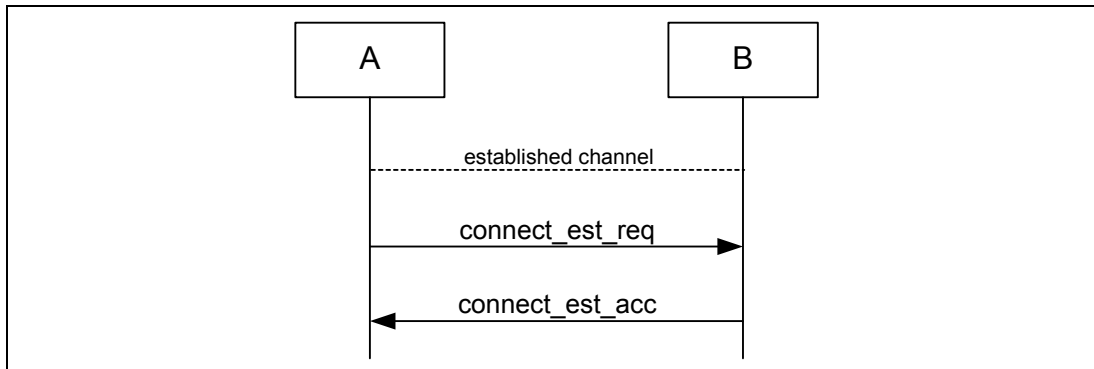 A
B
established channel
connect_est_req
connect_est_acc